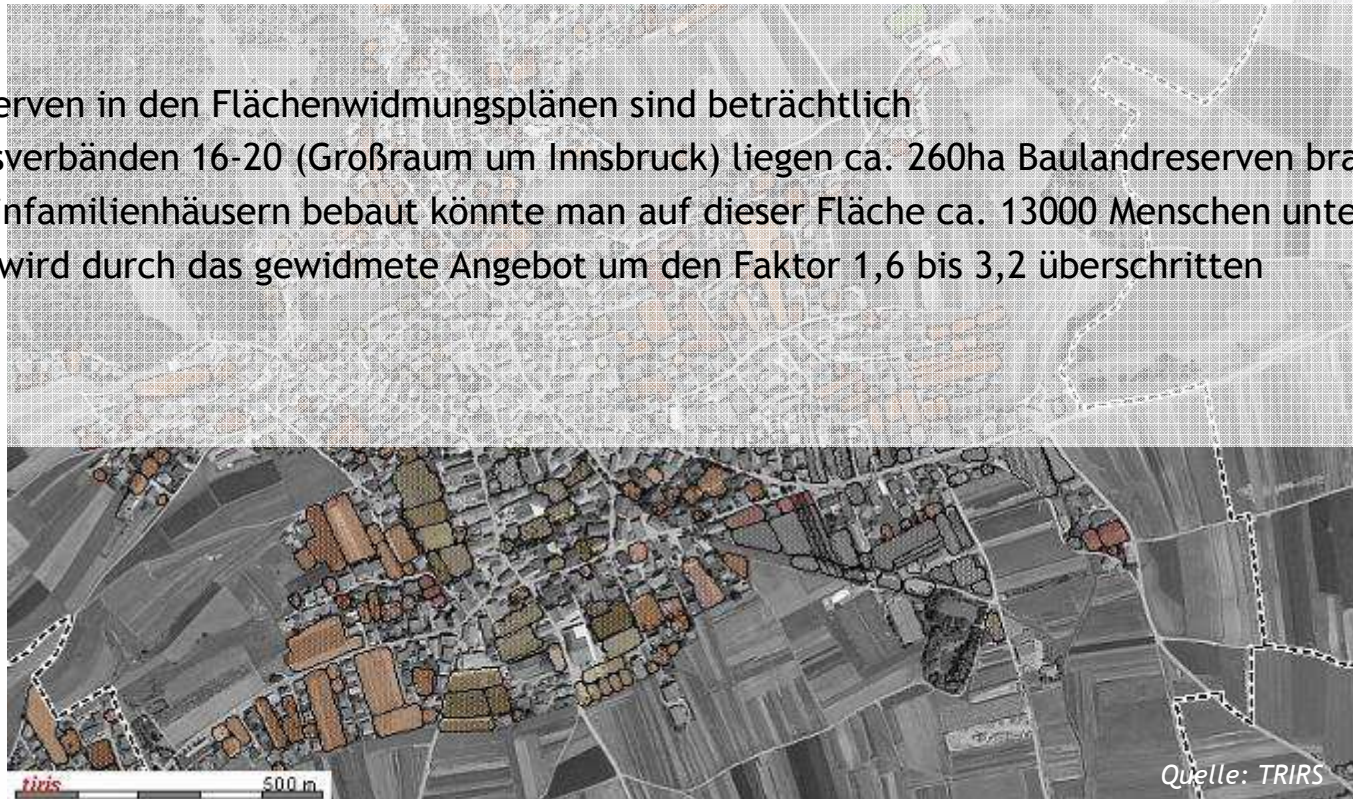 erven in den Flächenwidmungsplänen sind beträchtlich
sverbänden 16-20 (Großraum um Innsbruck) liegen ca. 260ha Baulandreserven bra
infamilienhäusern bebaut könnte man auf dieser Fläche ca. 13000 Menschen unte
wird durch das gewidmete Angebot um den Faktor 1,6 bis 3,2 überschritten
tiris 500 m
Quelle: TRIRS